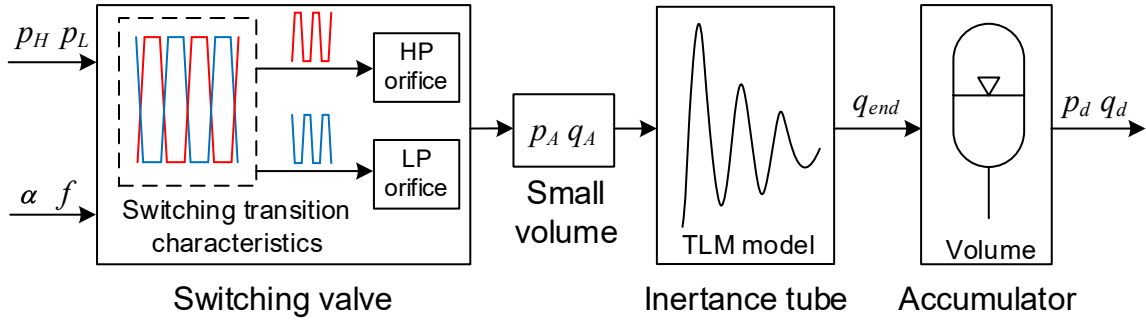 p_H p_L
α f
HP
orifice
LP
orifice
Switching transition
characteristics
Switching valve
p_A q_A
Small
volume
TLM model
Inertance tube
q_end
Volume
Accumulator
p_d q_d